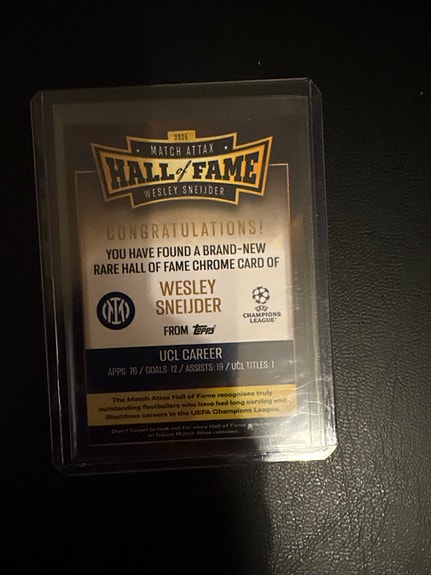 2026
MATCH ATTAX
HALL of FAME
WESLEY SNEIJDER
CONGRATULATIONS!
YOU HAVE FOUND A BRAND-NEW
RARE HALL OF FAME CHROME CARD OF
WESLEY
SNEIJDER
FROM Topps
CHAMPIONS
LEAGUE
UCL CAREER
APPS: 70 / GOALS: 12 / ASSISTS: 19 / UCL TITLES: 1
The Match Attax Hall of Fame recognises truly
outstanding footballers who have had long serving and
illustrious careers in the UEFA Champions League.
Don't forget to look out for more Hall of Fame
in future Match Attax releases.